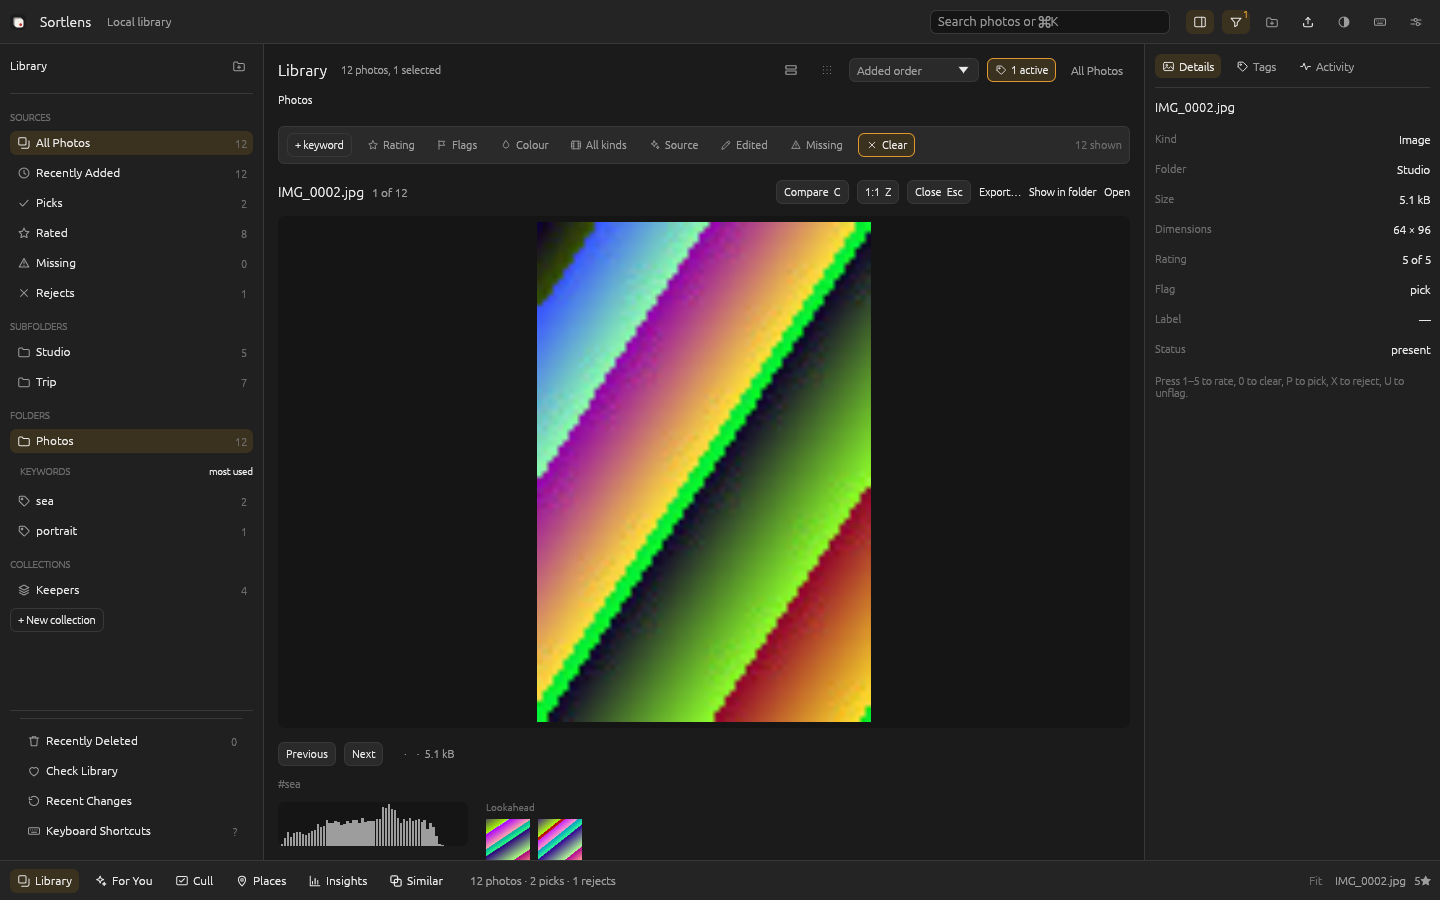 Sortlens Local library Search photos or ⌘K
Library
Library 12 photos, 1 selected Added order 1 active All Photos
Details Tags Activity
Photos
SOURCES
All Photos 12
Recently Added 12
Picks 2
Rated 8
Missing 0
Rejects 1
SUBFOLDERS
Studio 5
Trip 7
FOLDERS
Photos 12
KEYWORDS most used
sea 2
portrait 1
COLLECTIONS
Keepers 4
+ New collection
Recently Deleted 0
Check Library
Recent Changes
Keyboard Shortcuts ?
+ keyword Rating Flags Colour All kinds Source Edited Missing Clear 12 shown
IMG_0002.jpg 1 of 12 Compare C 1:1 Z Close Esc Export… Show in folder Open
Previous Next · · 5.1 kB
#sea
Lookahead
IMG_0002.jpg
Kind Image
Folder Studio
Size 5.1 kB
Dimensions 64 × 96
Rating 5 of 5
Flag pick
Label —
Status present
Press 1–5 to rate, 0 to clear, P to pick, X to reject, U to
unflag.
Library For You Cull Places Insights Similar 12 photos · 2 picks · 1 rejects Fit IMG_0002.jpg 5★